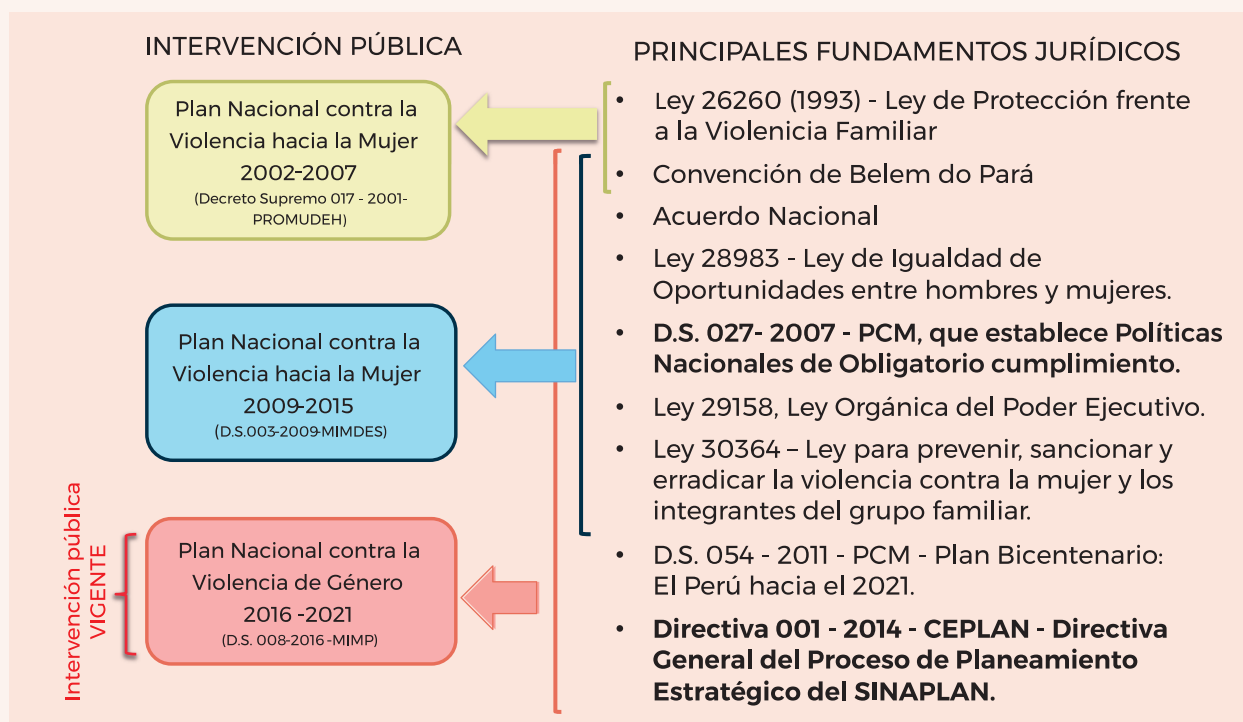 INTERVENCIÓN PÚBLICA
Plan Nacional contra la
Violencia hacia la Mujer
2002-2007
(Decreto Supremo 017 - 2001-
PROMUDEH)
Plan Nacional contra la
Violencia hacia la Mujer
2009-2015
(D.S.003-2009-MIMDES)
Intervención pública
VIGENTE
Plan Nacional contra la
Violencia de Género
2016 -2021
(D.S. 008-2016 -MIMP)
PRINCIPALES FUNDAMENTOS JURÍDICOS
• Ley 26260 (1993) - Ley de Protección frente
a la Violenicia Familiar
• Convención de Belem do Pará
• Acuerdo Nacional
• Ley 28983 - Ley de Igualdad de
Oportunidades entre hombres y mujeres.
• D.S. 027- 2007 - PCM, que establece Políticas
Nacionales de Obligatorio cumplimiento.
• Ley 29158, Ley Orgánica del Poder Ejecutivo.
• Ley 30364 – Ley para prevenir, sancionar y
erradicar la violencia contra la mujer y los
integrantes del grupo familiar.
• D.S. 054 - 2011 - PCM - Plan Bicentenario:
El Perú hacia el 2021.
• Directiva 001 - 2014 - CEPLAN - Directiva
General del Proceso de Planeamiento
Estratégico del SINAPLAN.